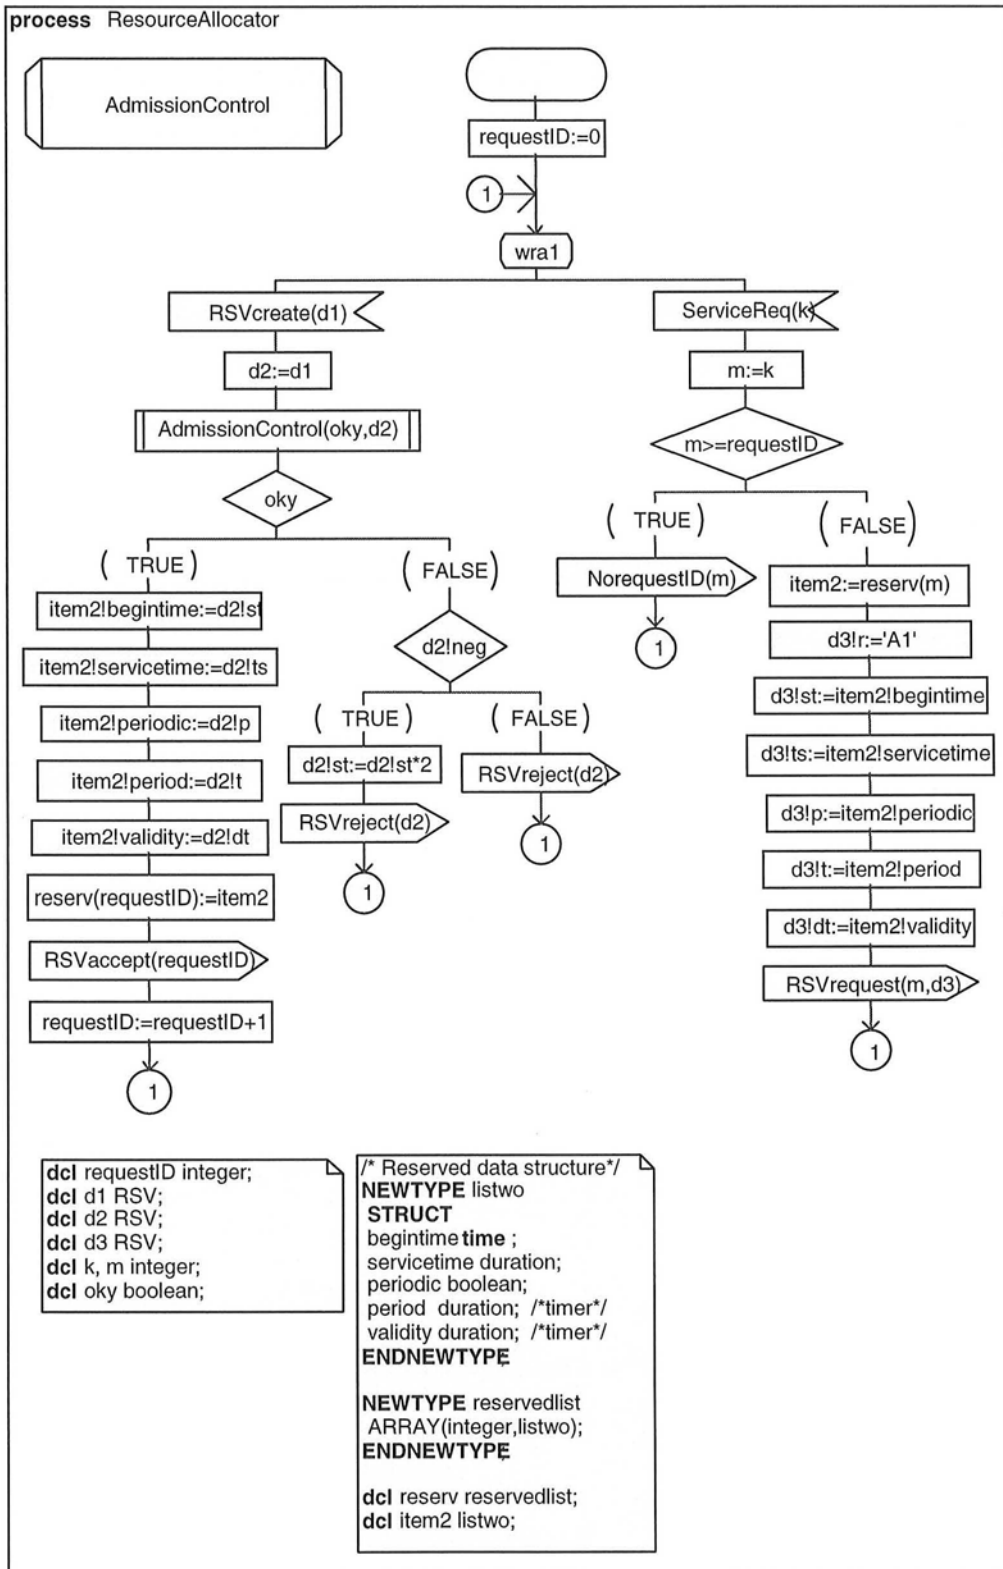 process ResourceAllocator
AdmissionControl
requestID:=0
1
wra1
RSVcreate(d1)
d2:=d1
AdmissionControl(oky,d2)
oky
( TRUE )
item2!begintime:=d2!st
item2!servicetime:=d2!ts
item2!periodic:=d2!p
item2!period:=d2!t
item2!validity:=d2!dt
reserv(requestID):=item2
RSVaccept(requestID)
requestID:=requestID+1
1
( FALSE )
d2!neg
( TRUE )
d2!st:=d2!st*2
RSVreject(d2)
1
( FALSE )
RSVreject(d2)
1
ServiceReq(k)
m:=k
m>=requestID
( TRUE )
NorequestID(m)
1
( FALSE )
item2:=reserv(m)
d3!r:='A1'
d3!st:=item2!begintime
d3!ts:=item2!servicetime
d3!p:=item2!periodic
d3!t:=item2!period
d3!dt:=item2!validity
RSVrequest(m,d3)
1
dcl requestID integer;
dcl d1 RSV;
dcl d2 RSV;
dcl d3 RSV;
dcl k, m integer;
dcl oky boolean;
/* Reserved data structure*/
NEWTYPE listwo
STRUCT
begintime time ;
servicetime duration;
periodic boolean;
period duration; /*timer*/
validity duration; /*timer*/
ENDNEWTYPE;
NEWTYPE reservedlist
ARRAY(integer,listwo);
ENDNEWTYPE;
dcl reserv reservedlist;
dcl item2 listwo;